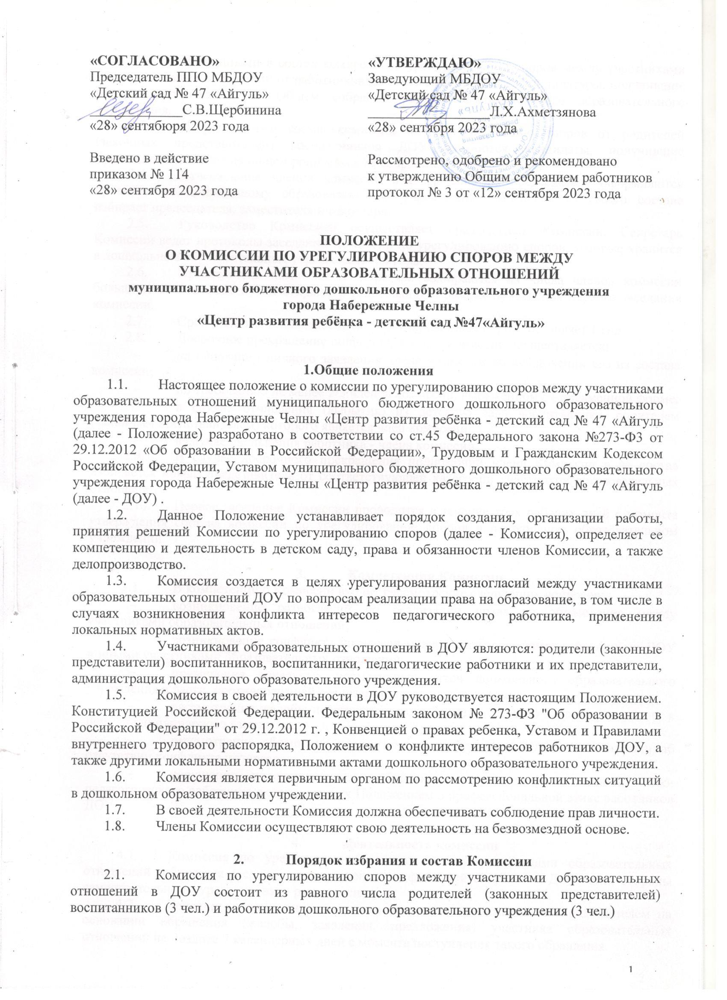 «СОГЛАСОВАНО»
Председатель ППО МБДОУ
«Детский сад № 47 «Айгуль»
С.В.Щербинина
«28» сентябюря 2023 года
Введено в действие
приказом № 114
«28» сентября 2023 года
«УТВЕРЖДАЮ»
Заведующий МБДОУ
«Детский сад № 47 «Айгуль»
Л.Х.Ахметзянова
«28» сентября 2023 года
Рассмотрено, одобрено и рекомендовано
к утверждению Общим собранием работников
протокол № 3 от «12» сентября 2023 года
ПОЛОЖЕНИЕ
О КОМИССИИ ПО УРЕГУЛИРОВАНИЮ СПОРОВ МЕЖДУ
УЧАСТНИКАМИ ОБРАЗОВАТЕЛЬНЫХ ОТНОШЕНИЙ
муниципального бюджетного дошкольного образовательного учреждения
города Набережные Челны
«Центр развития ребёнка - детский сад №47«Айгуль»
1.Общие положения
1.1. Настоящее положение о комиссии по урегулированию споров между участниками
образовательных отношений муниципального бюджетного дошкольного образовательного
учреждения города Набережные Челны «Центр развития ребёнка - детский сад № 47 «Айгуль
(далее - Положение) разработано в соответствии со ст.45 Федерального закона №273-ФЗ от
29.12.2012 «Об образовании в Российской Федерации», Трудовым и Гражданским Кодексом
Российской Федерации, Уставом муниципального бюджетного дошкольного образовательного
учреждения города Набережные Челны «Центр развития ребёнка - детский сад № 47 «Айгуль
(далее - ДОУ) .
1.2. Данное Положение устанавливает порядок создания, организации работы,
принятия решений Комиссии по урегулированию споров (далее - Комиссия), определяет ее
компетенцию и деятельность в детском саду, права и обязанности членов Комиссии, а также
делопроизводство.
1.3. Комиссия создается в целях урегулирования разногласий между участниками
образовательных отношений ДОУ по вопросам реализации права на образование, в том числе в
случаях возникновения конфликта интересов педагогического работника, применения
локальных нормативных актов.
1.4. Участниками образовательных отношений в ДОУ являются: родители (законные
представители) воспитанников, воспитанники, педагогические работники и их представители,
администрация дошкольного образовательного учреждения.
1.5. Комиссия в своей деятельности в ДОУ руководствуется настоящим Положением.
Конституцией Российской Федерации. Федеральным законом № 273-ФЗ "Об образовании в
Российской Федерации" от 29.12.2012 г. , Конвенцией о правах ребенка, Уставом и Правилами
внутреннего трудового распорядка, Положением о конфликте интересов работников ДОУ, а
также другими локальными нормативными актами дошкольного образовательного учреждения.
1.6. Комиссия является первичным органом по рассмотрению конфликтных ситуаций
в дошкольном образовательном учреждении.
1.7. В своей деятельности Комиссия должна обеспечивать соблюдение прав личности.
1.8. Члены Комиссии осуществляют свою деятельность на безвозмездной основе.
2. Порядок избрания и состав Комиссии
2.1. Комиссия по урегулированию споров между участниками образовательных
отношений в ДОУ состоит из равного числа родителей (законных представителей)
воспитанников (3 чел.) и работников дошкольного образовательного учреждения (3 чел.)
1